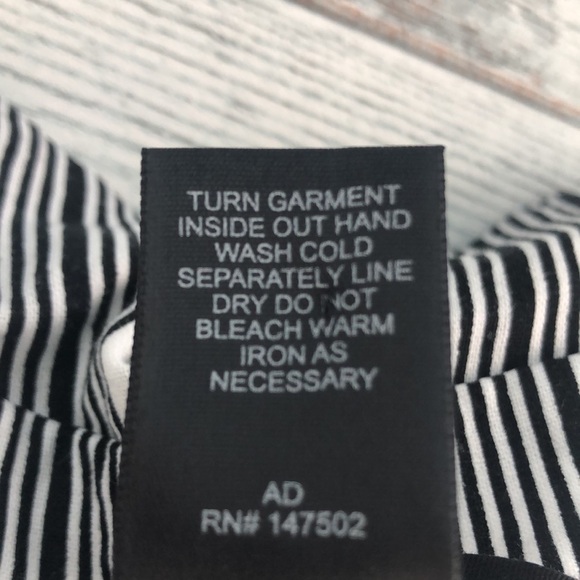 TURN GARMENT
INSIDE OUT HAND
WASH COLD
SEPARATELY LINE
DRY DO NOT
BLEACH WARM
IRON AS
NECESSARY
AD
RN# 147502